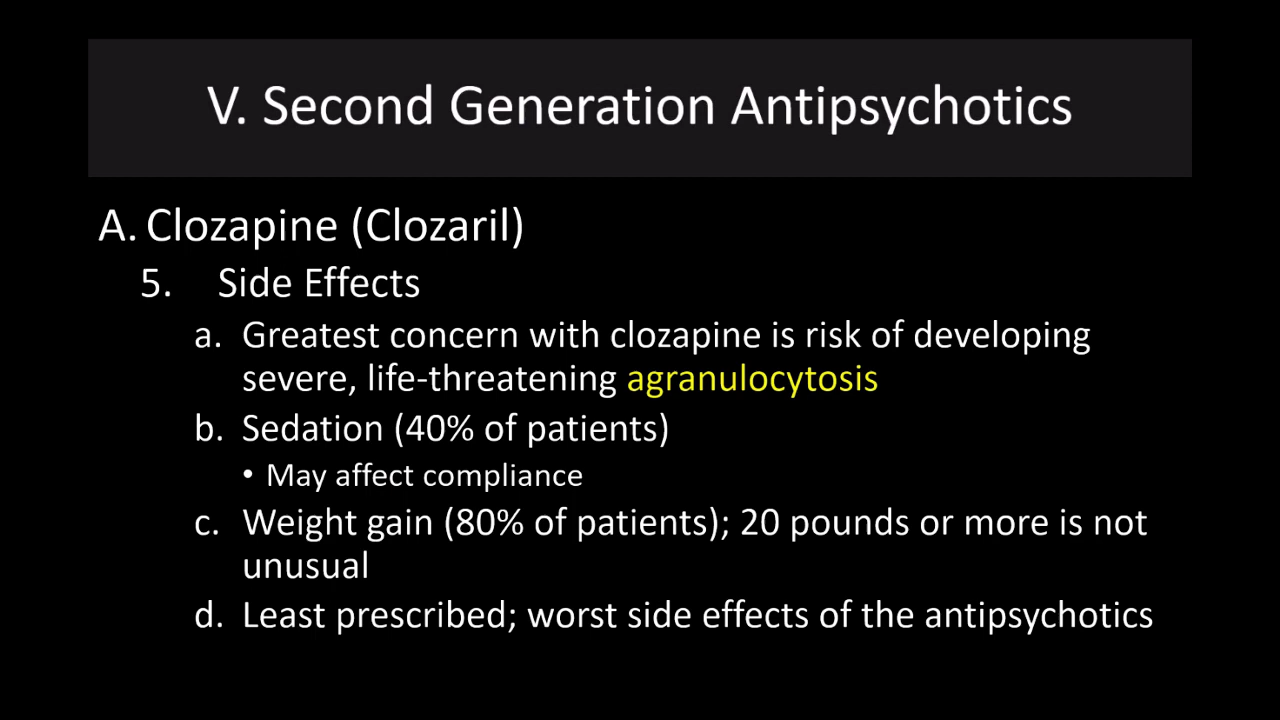 V. Second Generation Antipsychotics
A. Clozapine (Clozaril)
5. Side Effects
a. Greatest concern with clozapine is risk of developing
severe, life-threatening agranulocytosis
b. Sedation (40% of patients)
• May affect compliance
c. Weight gain (80% of patients); 20 pounds or more is not
unusual
d. Least prescribed; worst side effects of the antipsychotics